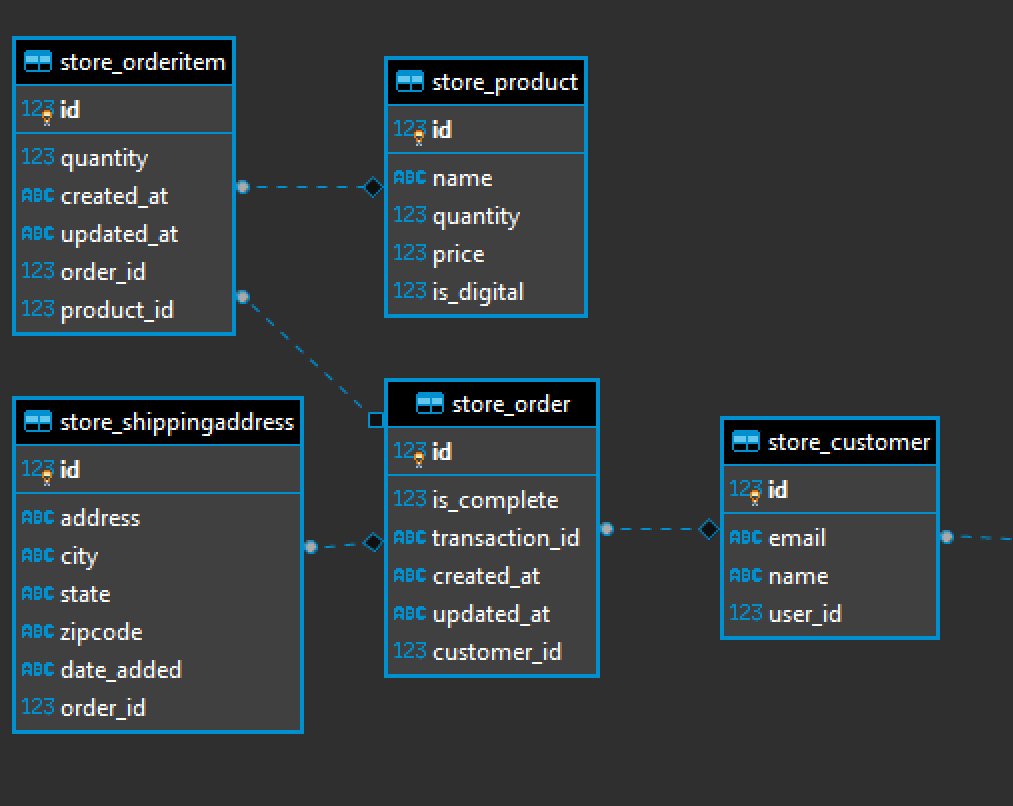 store_orderitem
123 id
123 quantity
ABC created_at
ABC updated_at
123 order_id
123 product_id
store_product
123 id
ABC name
123 quantity
123 price
123 is_digital
store_shippingaddress
123 id
ABC address
ABC city
ABC state
ABC zipcode
ABC date_added
123 order_id
store_order
123 id
123 is_complete
ABC transaction_id
ABC created_at
ABC updated_at
123 customer_id
store_customer
123 id
ABC email
ABC name
123 user_id